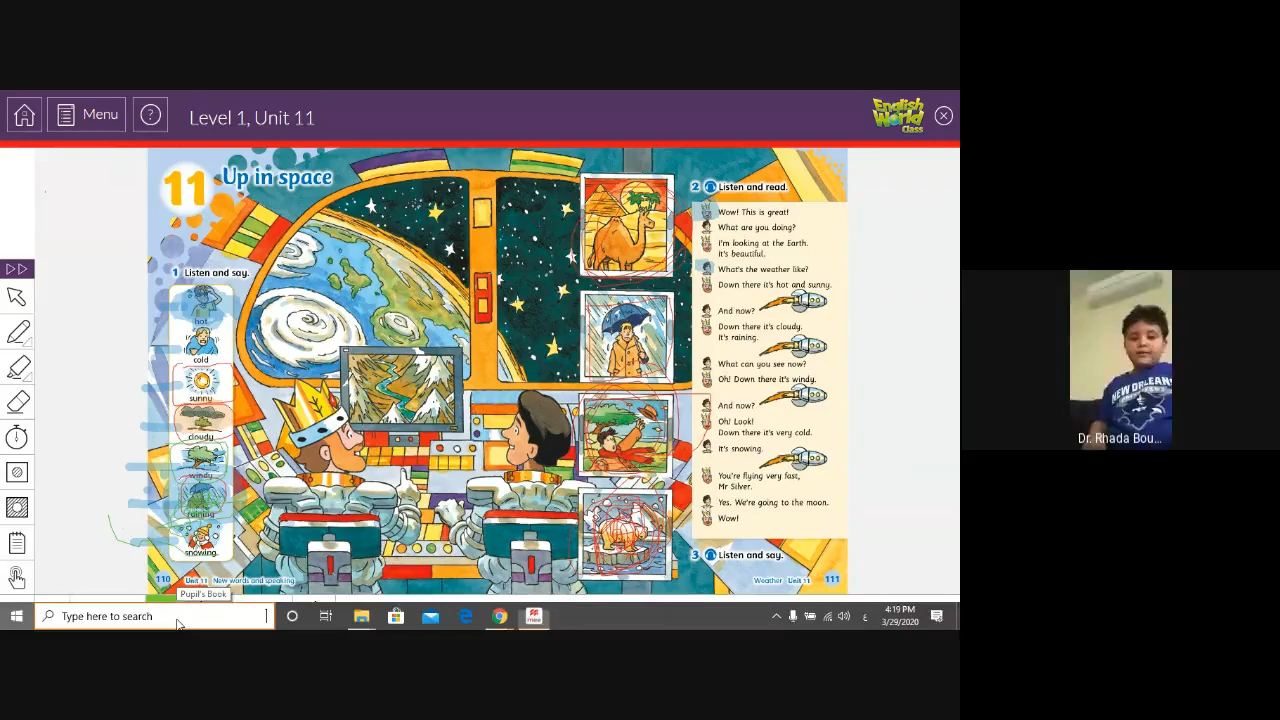 Menu
?
Level 1, Unit 11
English
World
Class
11
Up in space
1 Listen and say.
hot
cold
sunny
cloudy
windy
raining
snowing
110 Unit 11 New words and speaking
2 Listen and read.
Wow! This is great!
What are you doing?
I'm looking at the Earth.
It's beautiful.
What's the weather like?
Down there it's hot and sunny.
And now?
Down there it's cloudy.
It's raining.
What can you see now?
Oh! Down there it's windy.
And now?
Oh! Look!
Down there it's very cold.
It's snowing.
You're flying very fast,
Mr Silver.
Yes. We're going to the moon.
Wow!
3 Listen and say.
Weather Unit 11 111
Pupil's Book
Type here to search
ع
4:19 PM
3/29/2020
NEW ORLEANS
Dr. Rhada Bou...